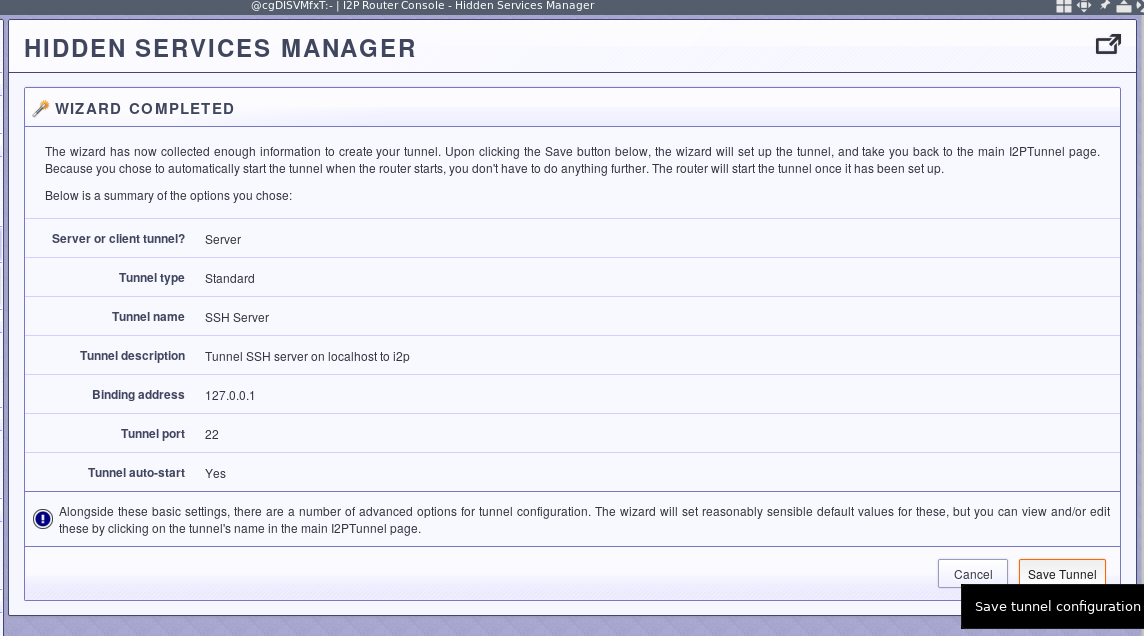 @cgDISVMfxT:- | I2P Router Console - Hidden Services Manager
HIDDEN SERVICES MANAGER
WIZARD COMPLETED
The wizard has now collected enough information to create your tunnel. Upon clicking the Save button below, the wizard will set up the tunnel, and take you back to the main I2PTunnel page.
Because you chose to automatically start the tunnel when the router starts, you don't have to do anything further. The router will start the tunnel once it has been set up.
Below is a summary of the options you chose:
Server or client tunnel? Server
Tunnel type Standard
Tunnel name SSH Server
Tunnel description Tunnel SSH server on localhost to i2p
Binding address 127.0.0.1
Tunnel port 22
Tunnel auto-start Yes
Alongside these basic settings, there are a number of advanced options for tunnel configuration. The wizard will set reasonably sensible default values for these, but you can view and/or edit
these by clicking on the tunnel's name in the main I2PTunnel page.
Cancel Save Tunnel
Save tunnel configuration